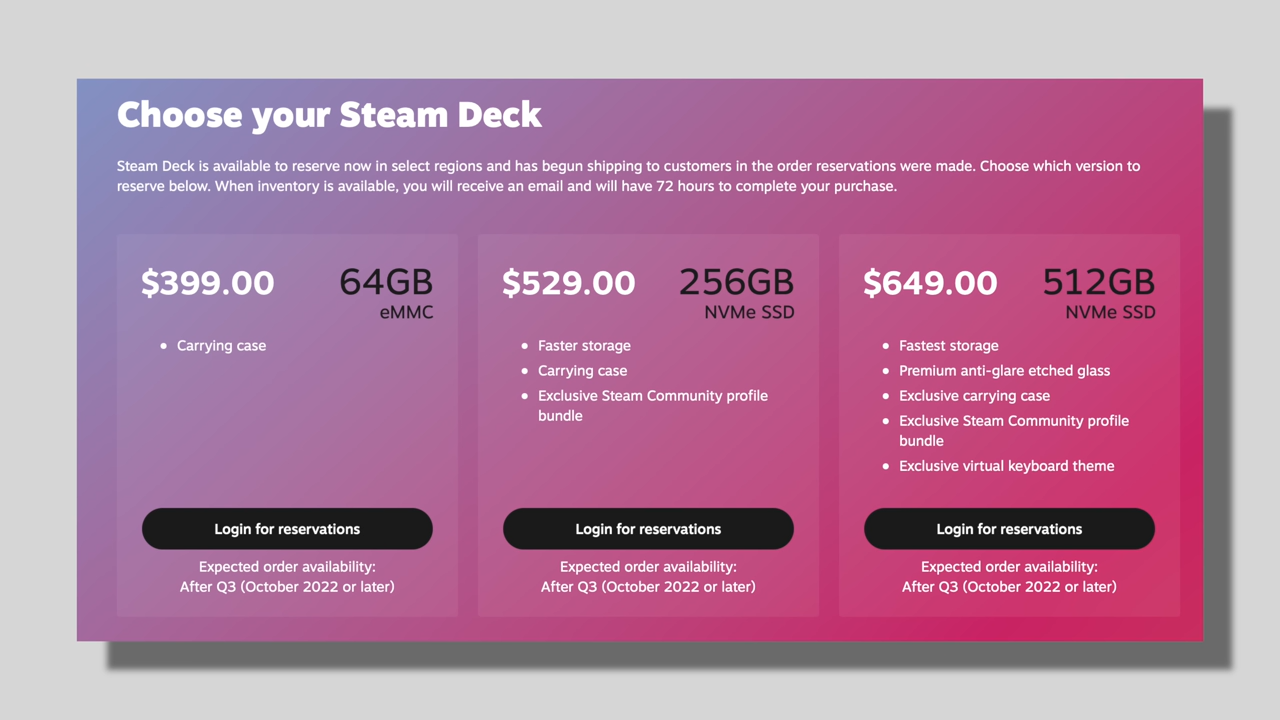 Choose your Steam Deck
Steam Deck is available to reserve now in select regions and has begun shipping to customers in the order reservations were made. Choose which version to
reserve below. When inventory is available, you will receive an email and will have 72 hours to complete your purchase.
$399.00
64GB
eMMC
• Carrying case
Login for reservations
Expected order availability:
After Q3 (October 2022 or later)
$529.00
256GB
NVMe SSD
• Faster storage
• Carrying case
• Exclusive Steam Community profile
bundle
Login for reservations
Expected order availability:
After Q3 (October 2022 or later)
$649.00
512GB
NVMe SSD
• Fastest storage
• Premium anti-glare etched glass
• Exclusive carrying case
• Exclusive Steam Community profile
bundle
• Exclusive virtual keyboard theme
Login for reservations
Expected order availability:
After Q3 (October 2022 or later)